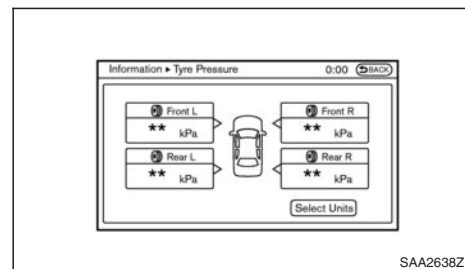 Information ▸ Tyre Pressure 0:00 BACK
Front L Front R
** kPa ** kPa
Rear L Rear R
** kPa ** kPa
Select Units
SAA2638Z